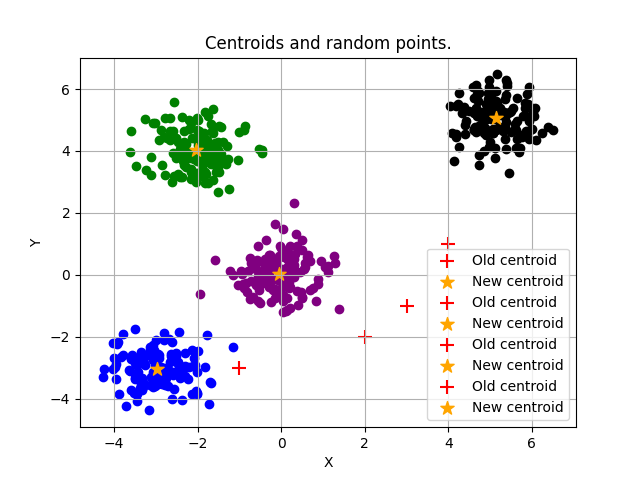 Centroids and random points.
6
4
2
0
−2
−4
Y
Old centroid
New centroid
Old centroid
New centroid
Old centroid
New centroid
Old centroid
New centroid
−4 −2 0 2 4 6
X